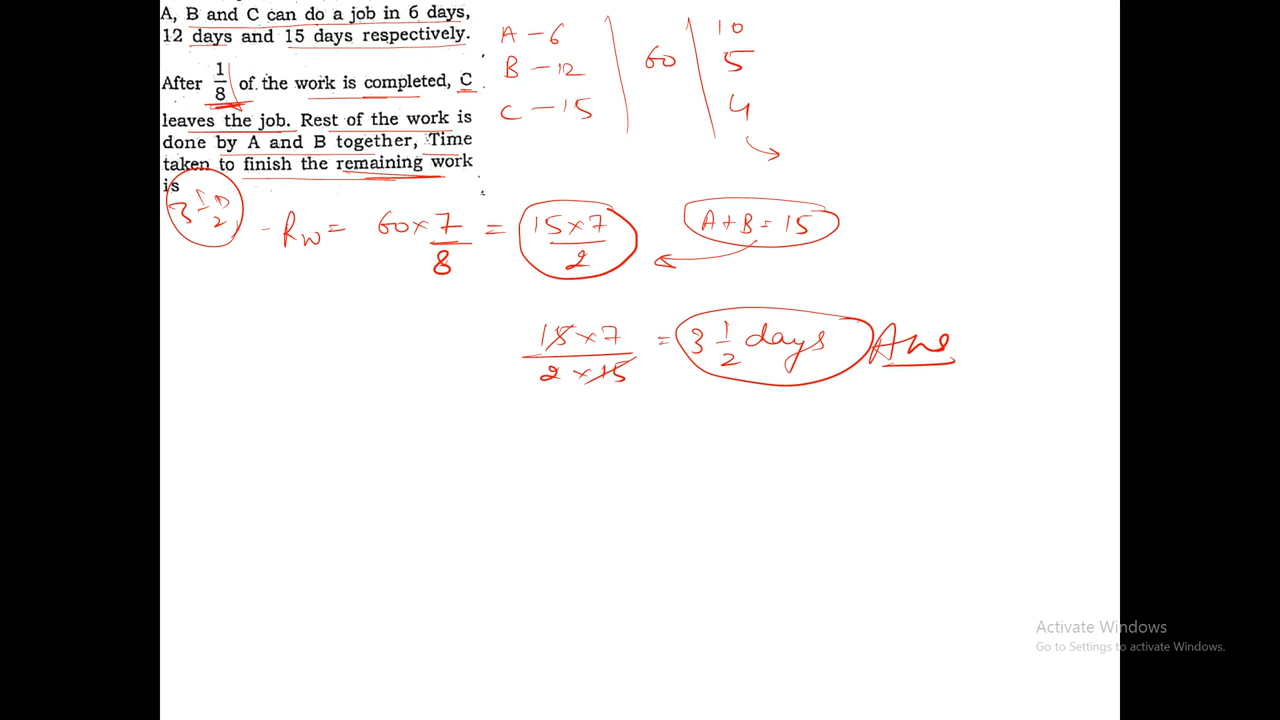 A, B and C can do a job in 6 days,
12 days and 15 days respectively.
After 1/8 of the work is completed, C
leaves the job. Rest of the work is
done by A and B together, Time
taken to finish the remaining work
is
A – 6
B – 12
C – 15
60
10
5
4
3 1/2 D
Rw = 60 × 7/8 = 15 × 7/2
A + B = 15
15 × 7/2 × 15 = 3 1/2 days Ans
Activate Windows
Go to Settings to activate Windows.